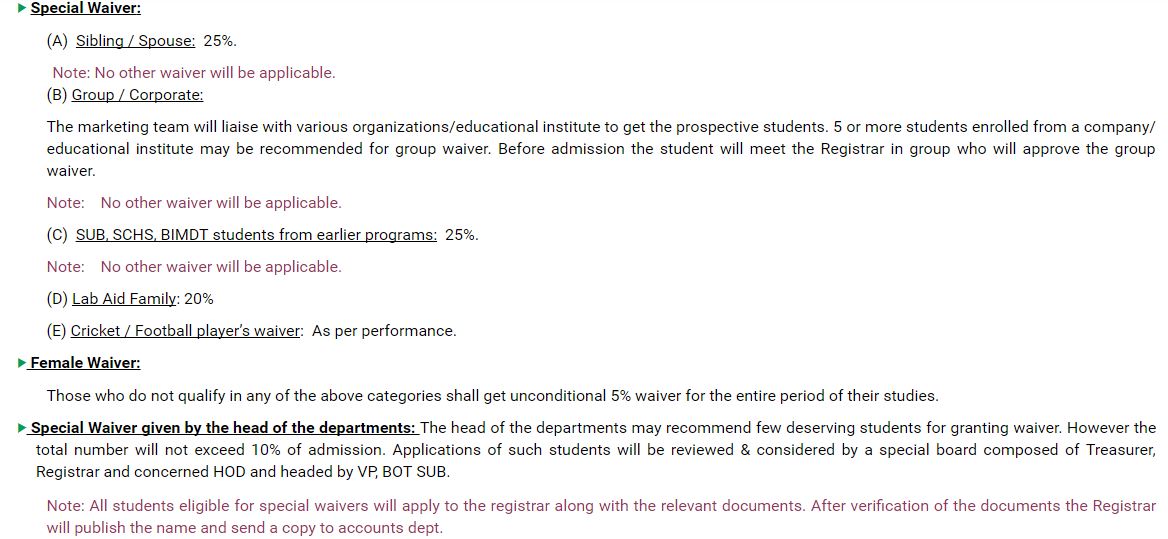 ▶ Special Waiver:
(A) Sibling / Spouse: 25%.
Note: No other waiver will be applicable.
(B) Group / Corporate:
The marketing team will liaise with various organizations/educational institute to get the prospective students. 5 or more students enrolled from a company/
educational institute may be recommended for group waiver. Before admission the student will meet the Registrar in group who will approve the group
waiver.
Note: No other waiver will be applicable.
(C) SUB, SCHS, BIMDT students from earlier programs: 25%.
Note: No other waiver will be applicable.
(D) Lab Aid Family: 20%
(E) Cricket / Football player's waiver: As per performance.
▶ Female Waiver:
Those who do not qualify in any of the above categories shall get unconditional 5% waiver for the entire period of their studies.
▶ Special Waiver given by the head of the departments: The head of the departments may recommend few deserving students for granting waiver. However the
total number will not exceed 10% of admission. Applications of such students will be reviewed & considered by a special board composed of Treasurer,
Registrar and concerned HOD and headed by VP, BOT SUB.
Note: All students eligible for special waivers will apply to the registrar along with the relevant documents. After verification of the documents the Registrar
will publish the name and send a copy to accounts dept.